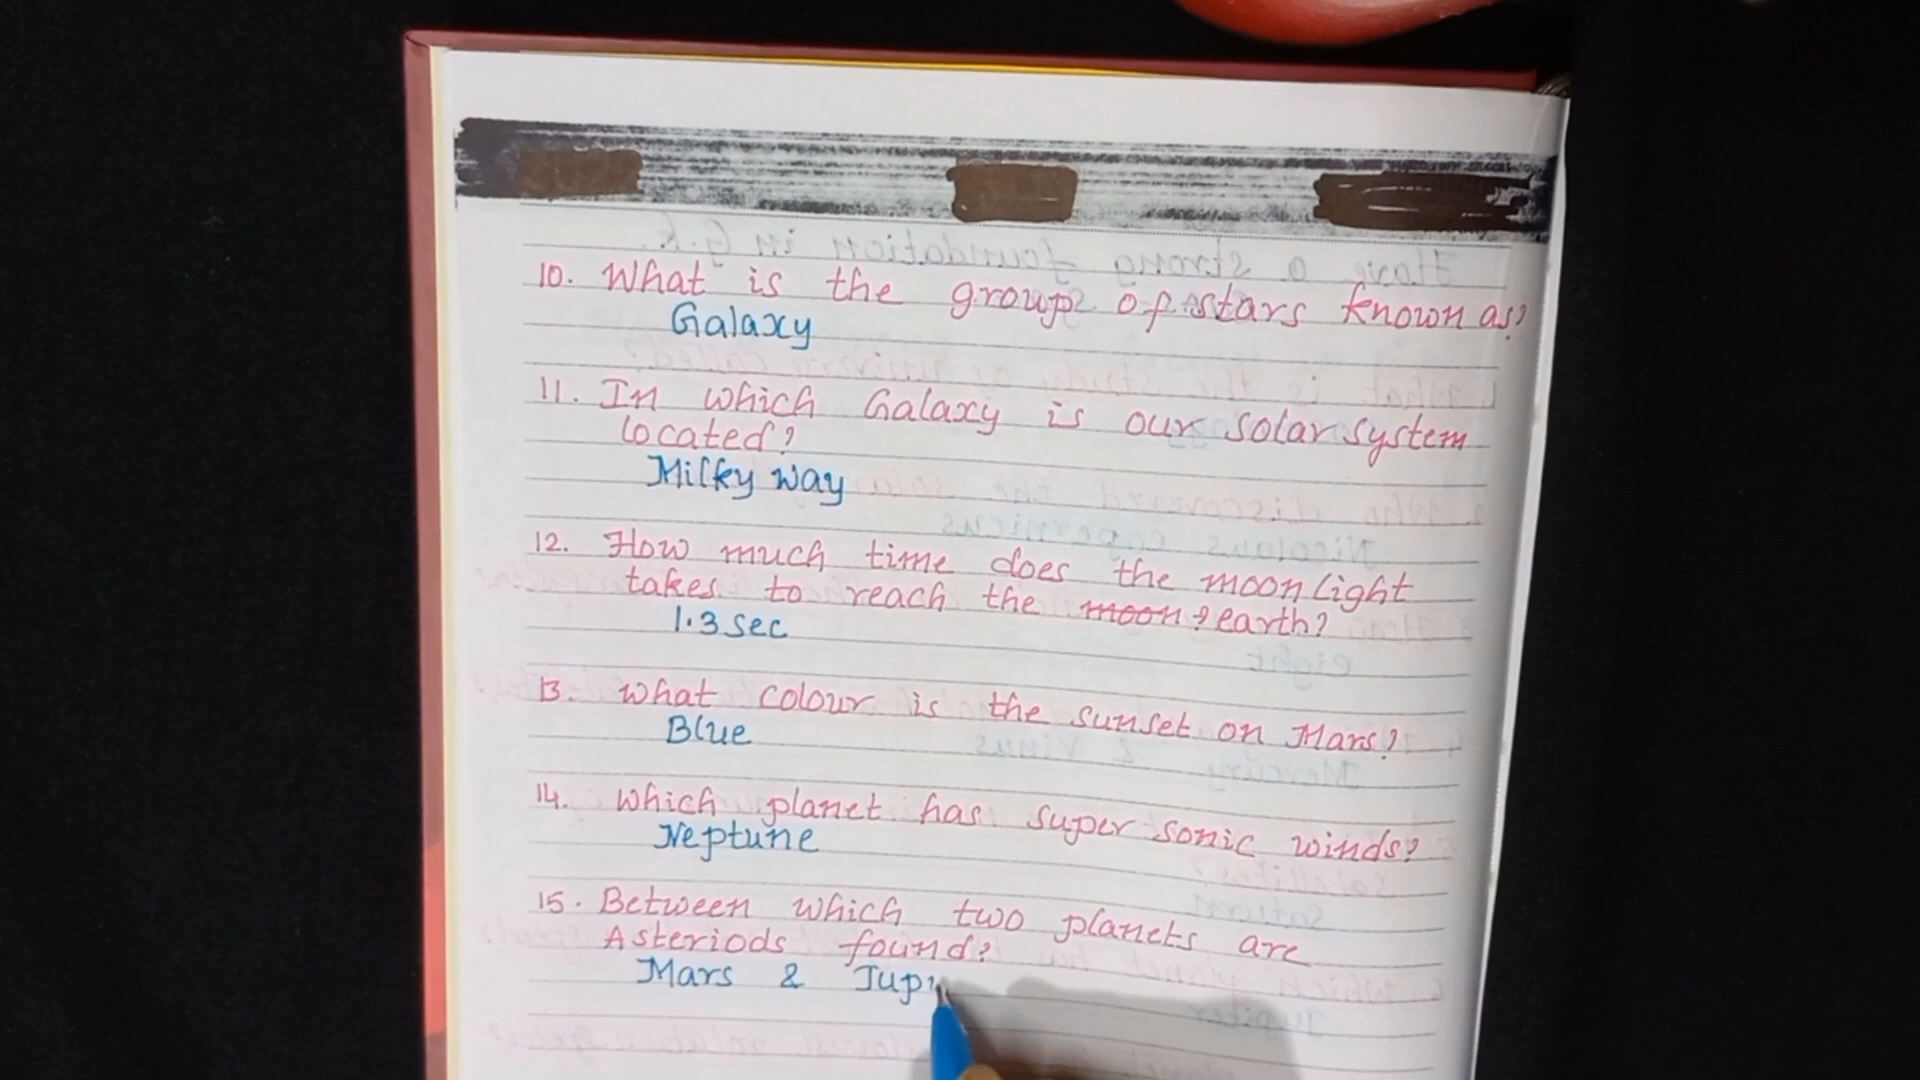 10. What is the group of stars known as?
Galaxy
11. In which Galaxy is our solar system
located?
Milky way
12. How much time does the moon light
takes to reach the moon? earth?
1.3 sec
13. What colour is the sunset on Mars?
Blue
14. Which planet has super sonic winds?
Neptune
15. Between which two planets are
Asteriods found?
Mars & Jup